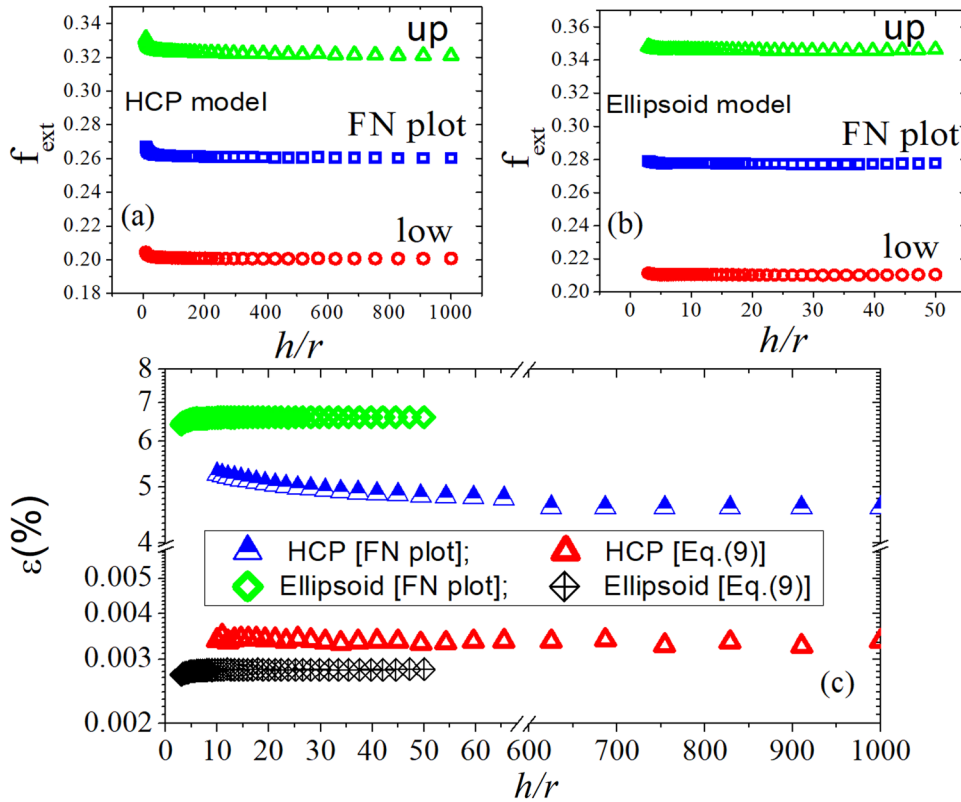 0.34
0.32
0.30
0.28
0.26
0.24
0.22
0.20
0.18
f_ext
up
HCP model
FN plot
(a)
low
0 200 400 600 800 1000
h/r
0.38
0.36
0.34
0.32
0.30
0.28
0.26
0.24
0.22
0.20
f_ext
up
Ellipsoid model
FN plot
(b)
low
0 10 20 30 40 50
h/r
8
7
6
5
4
0.005
0.004
0.003
0.002
ε(%)
HCP [FN plot]; HCP [Eq.(9)]
Ellipsoid [FN plot]; Ellipsoid [Eq.(9)]
(c)
0 10 20 30 40 50 600 700 800 900 1000
h/r